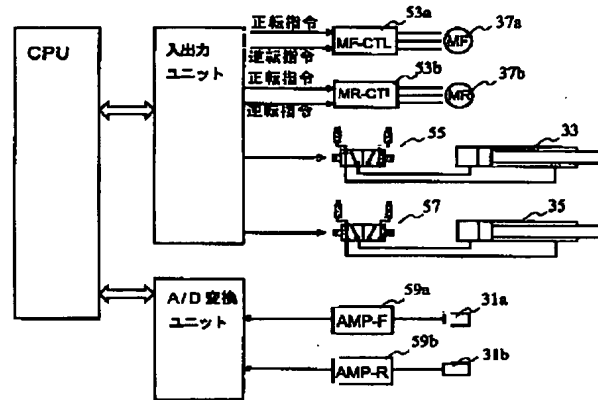 CPU
入出力
ユニット
正転指令
逆転指令
正転指令
逆転指令
53a
MF-CTL
37a
MF
53b
MR-CTL
37b
MR
55
33
57
35
A/D変換
ユニット
59a
AMP-F
31a
59b
AMP-R
31b